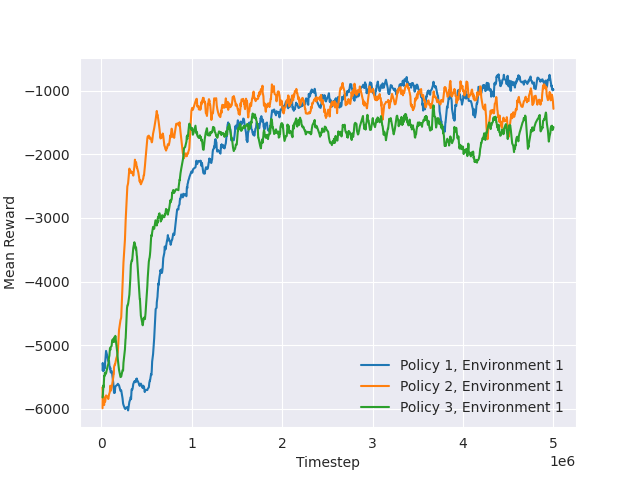 −1000
−2000
−3000
−4000
−5000
−6000
Mean Reward
0
1
2
3
4
5
1e6
Timestep
Policy 1, Environment 1
Policy 2, Environment 1
Policy 3, Environment 1